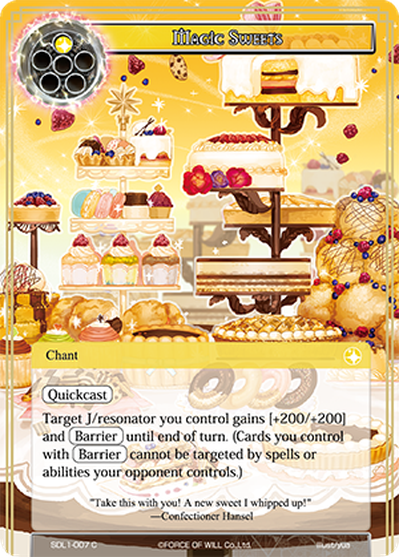 Magic Sweets
Chant
Quickcast
Target J/resonator you control gains [+200/+200]
and Barrier until end of turn. (Cards you control
with Barrier cannot be targeted by spells or
abilities your opponent controls.)
"Take this with you! A new sweet I whipped up!"
—Confectioner Hansel
SDL1-007 C ©FORCE OF WILL Co.,Ltd. Illust/yua